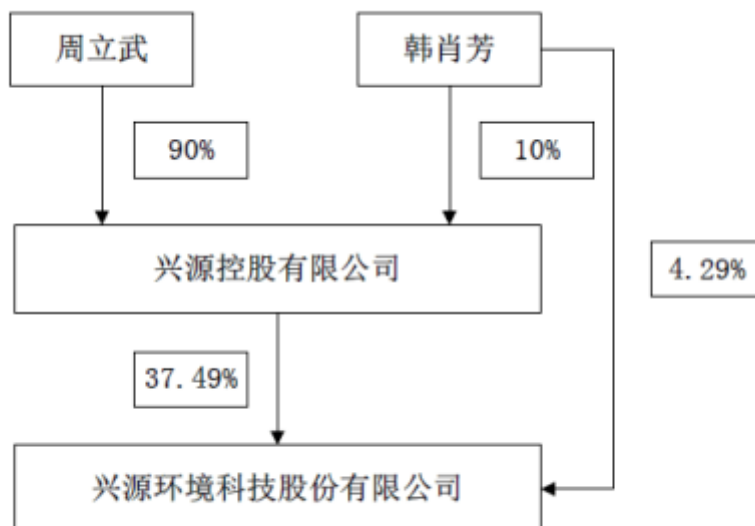 周立武
韩肖芳
90%
10%
兴源控股有限公司
4.29%
37.49%
兴源环境科技股份有限公司